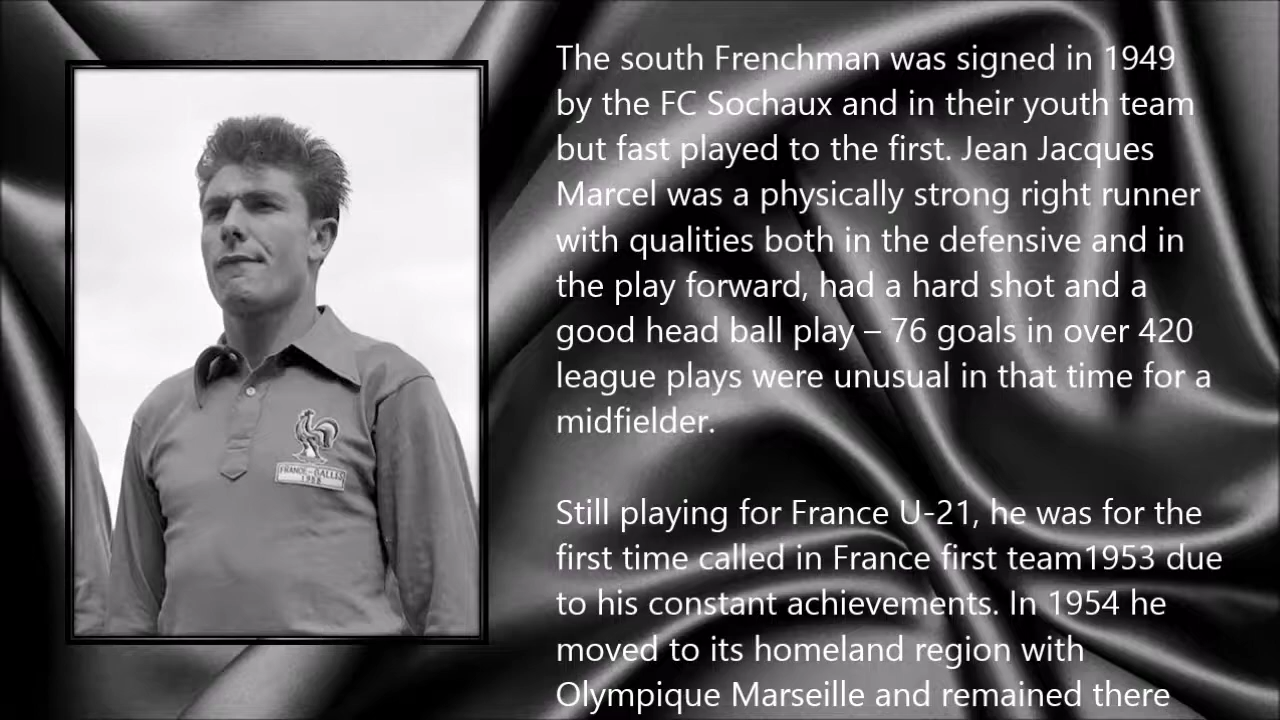 The south Frenchman was signed in 1949
by the FC Sochaux and in their youth team
but fast played to the first. Jean Jacques
Marcel was a physically strong right runner
with qualities both in the defensive and in
the play forward, had a hard shot and a
good head ball play – 76 goals in over 420
league plays were unusual in that time for a
midfielder.
Still playing for France U-21, he was for the
first time called in France first team1953 due
to his constant achievements. In 1954 he
moved to its homeland region with
Olympique Marseille and remained there